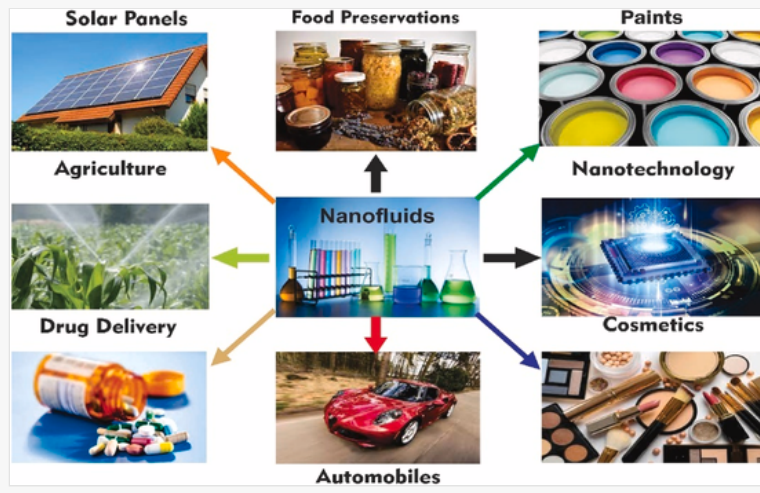 Solar Panels
Food Preservations
Paints
Agriculture
Nanofluids
Nanotechnology
Drug Delivery
Cosmetics
Automobiles